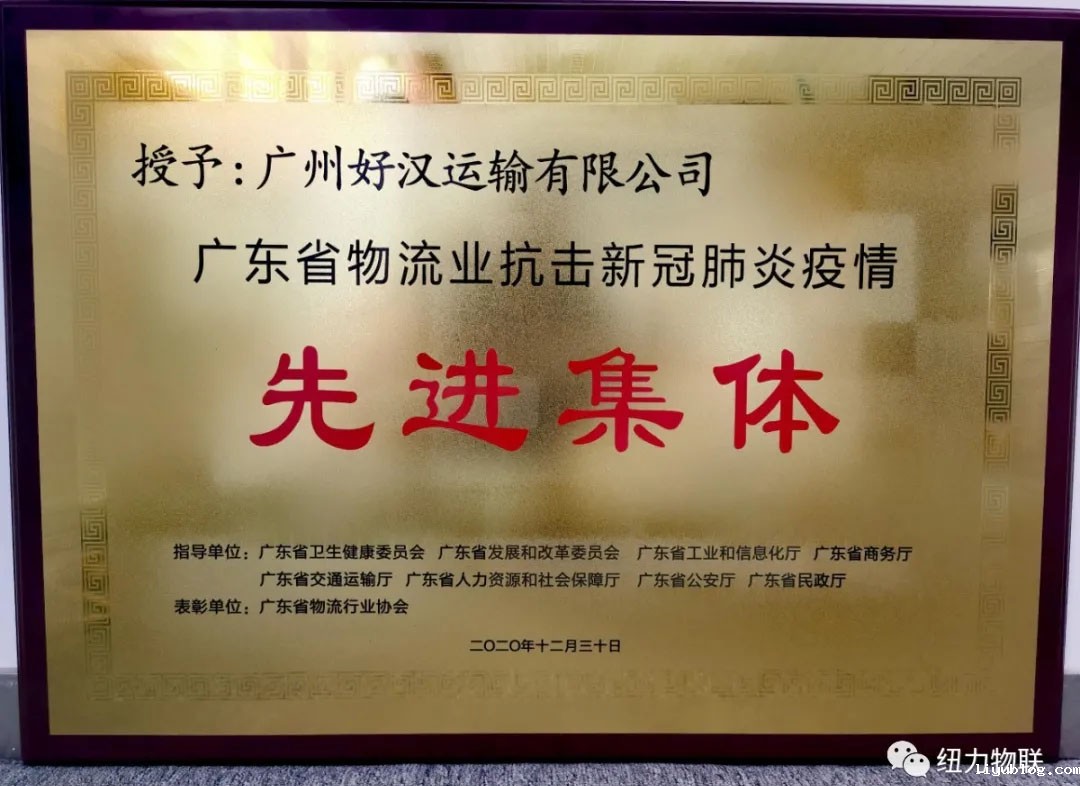 授予:广州好汉运输有限公司
广东省物流业抗击新冠肺炎疫情
先进集体
指导单位:广东省卫生健康委员会 广东省发展和改革委员会 广东省工业和信息化厅 广东省商务厅
广东省交通运输厅 广东省人力资源和社会保障厅 广东省公安厅 广东省民政厅
表彰单位:广东省物流行业协会
二〇二〇年十二月三十日
纽力物联
liyublog.com